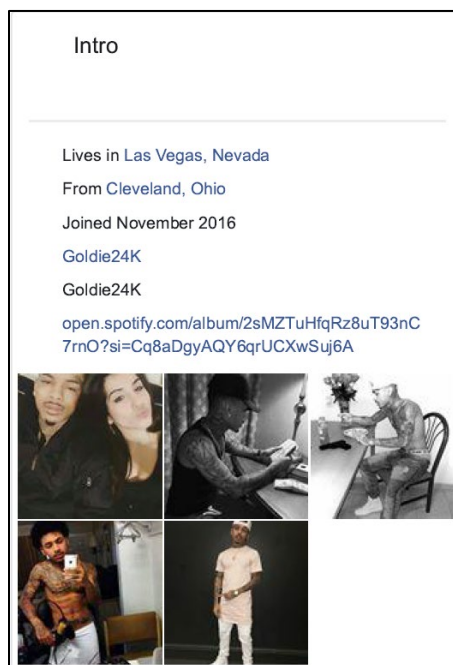 Intro
Lives in Las Vegas, Nevada
From Cleveland, Ohio
Joined November 2016
Goldie24K
Goldie24K
open.spotify.com/album/2sMZTuHfqRz8uT93nC
7rnO?si=Cq8aDgyAQY6qrUCXwSuj6A